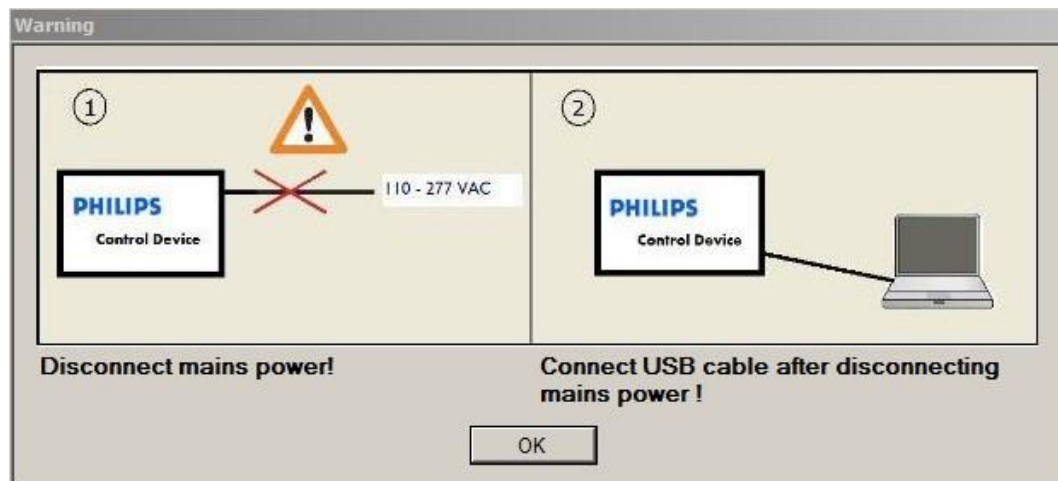 Warning
1
110 - 277 VAC
PHILIPS
Control Device
Disconnect mains power!
2
PHILIPS
Control Device
Connect USB cable after disconnecting
mains power !
OK